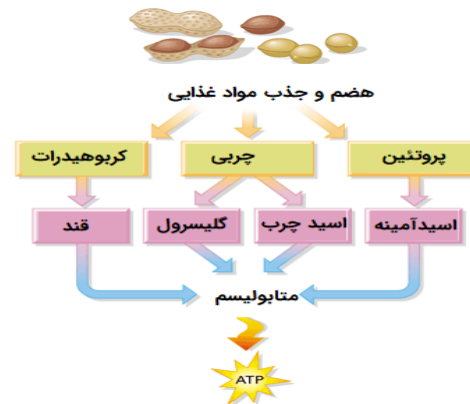 هضم و جذب مواد غذایی
پروتئین
چربی
کربوهیدرات
اسیدآمینه
اسید چرب
گلیسرول
قند
متابولیسم
ATP